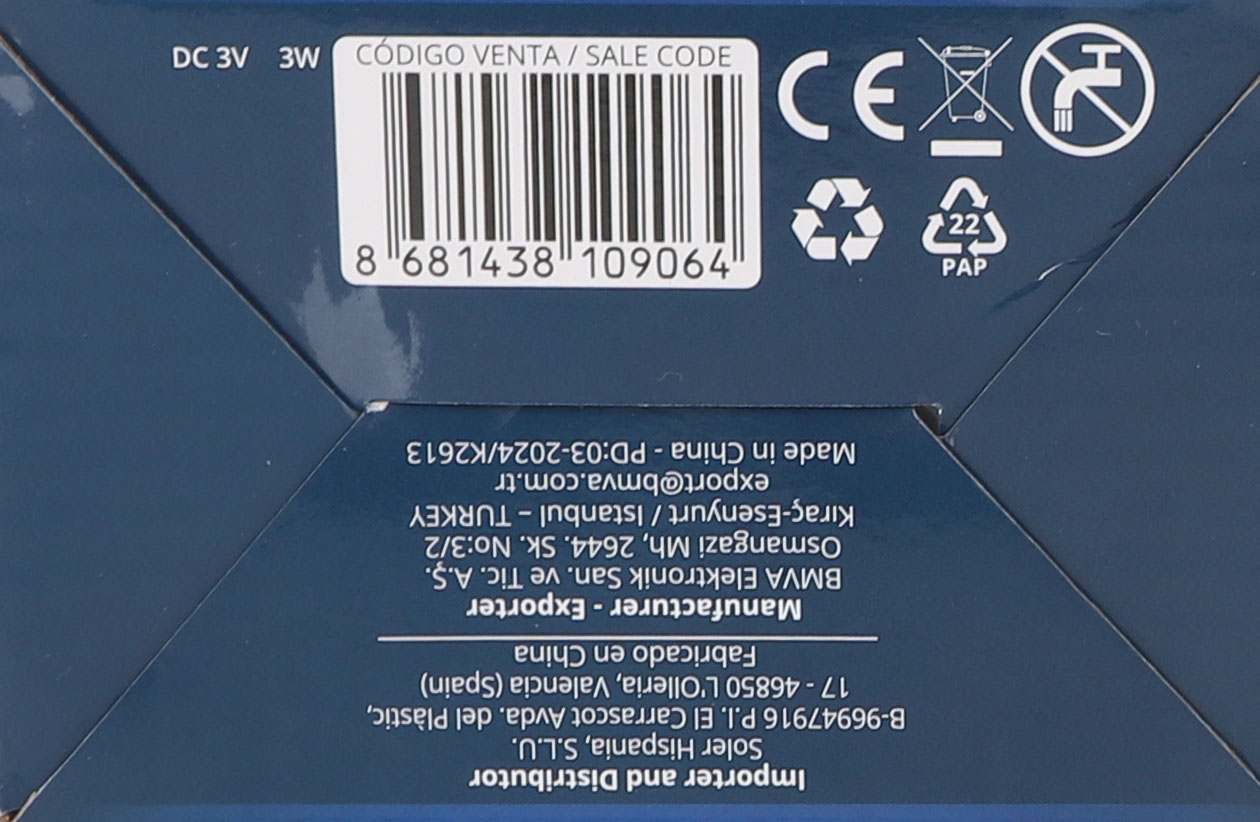 DC 3V 3W
CÓDIGO VENTA / SALE CODE
8 681438 109064
CE
22
PAP
Importer and Distributor
Soler Hispania, S.L.U.
B-96947916 P.I. El Carrascot Avda. del Plàstic,
17 - 46850 L'Olleria, Valencia (Spain)
Fabricado en China
Manufacturer - Exporter
BMVA Elektronik San. ve Tic. A.Ş.
Osmangazi Mh, 2644. Sk. No:3/2
Kıraç-Esenyurt / Istanbul – TURKEY
export@bmva.com.tr
Made in China - PD:03-2024/K2613